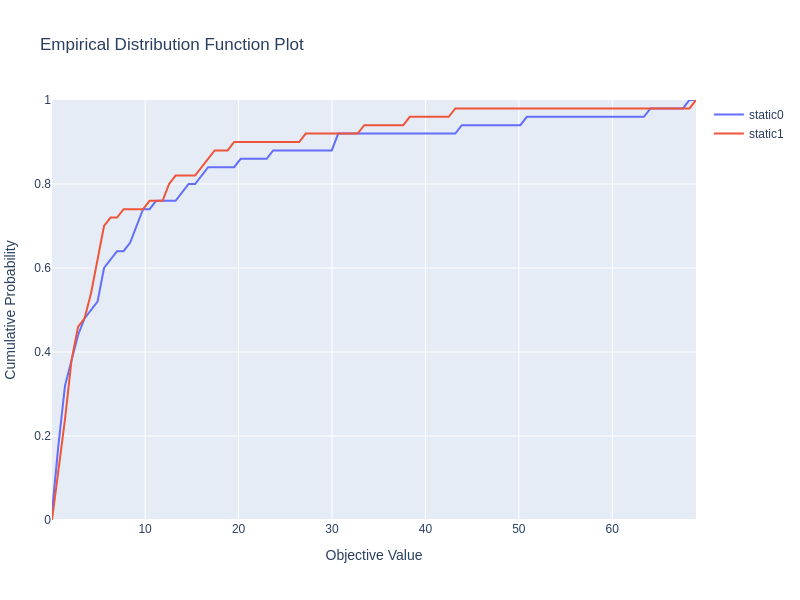 Empirical Distribution Function Plot
static0
static1
Cumulative Probability
1
0.8
0.6
0.4
0.2
0
10
20
30
40
50
60
Objective Value